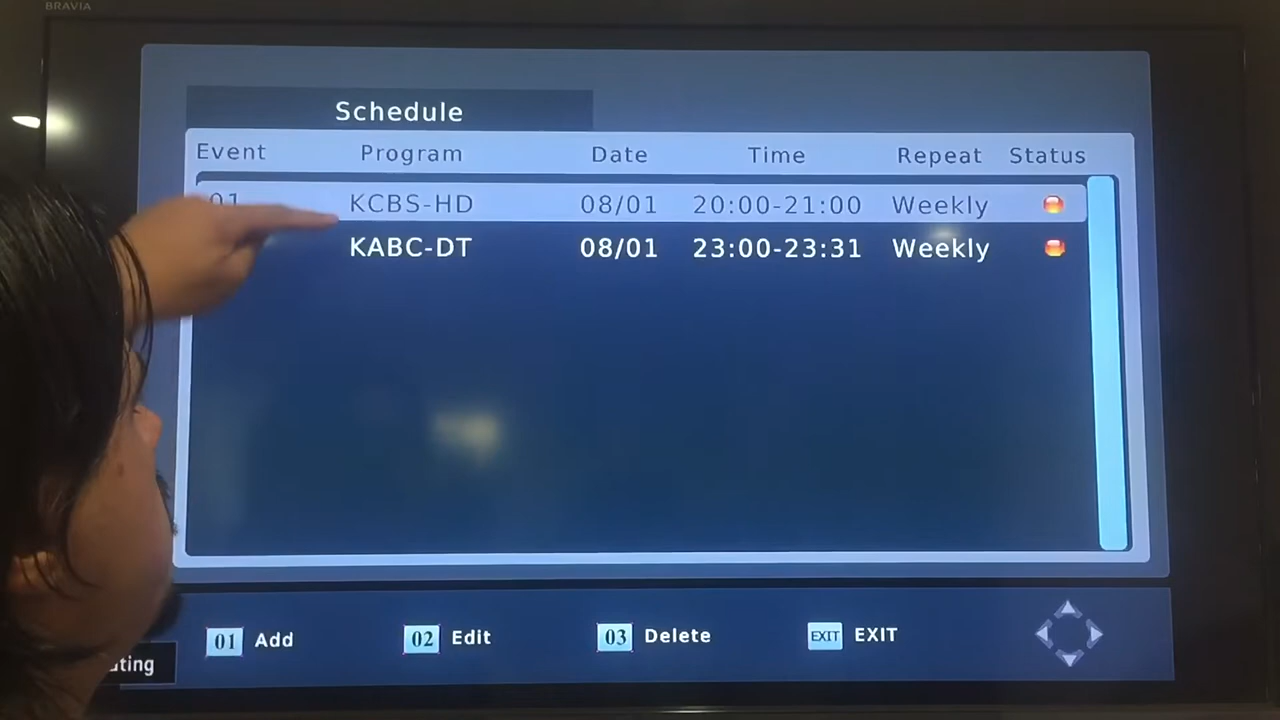 BRAVIA
Schedule
Event Program Date Time Repeat Status
01 KCBS-HD 08/01 20:00-21:00 Weekly
KABC-DT 08/01 23:00-23:31 Weekly
01 Add 02 Edit 03 Delete EXIT EXIT